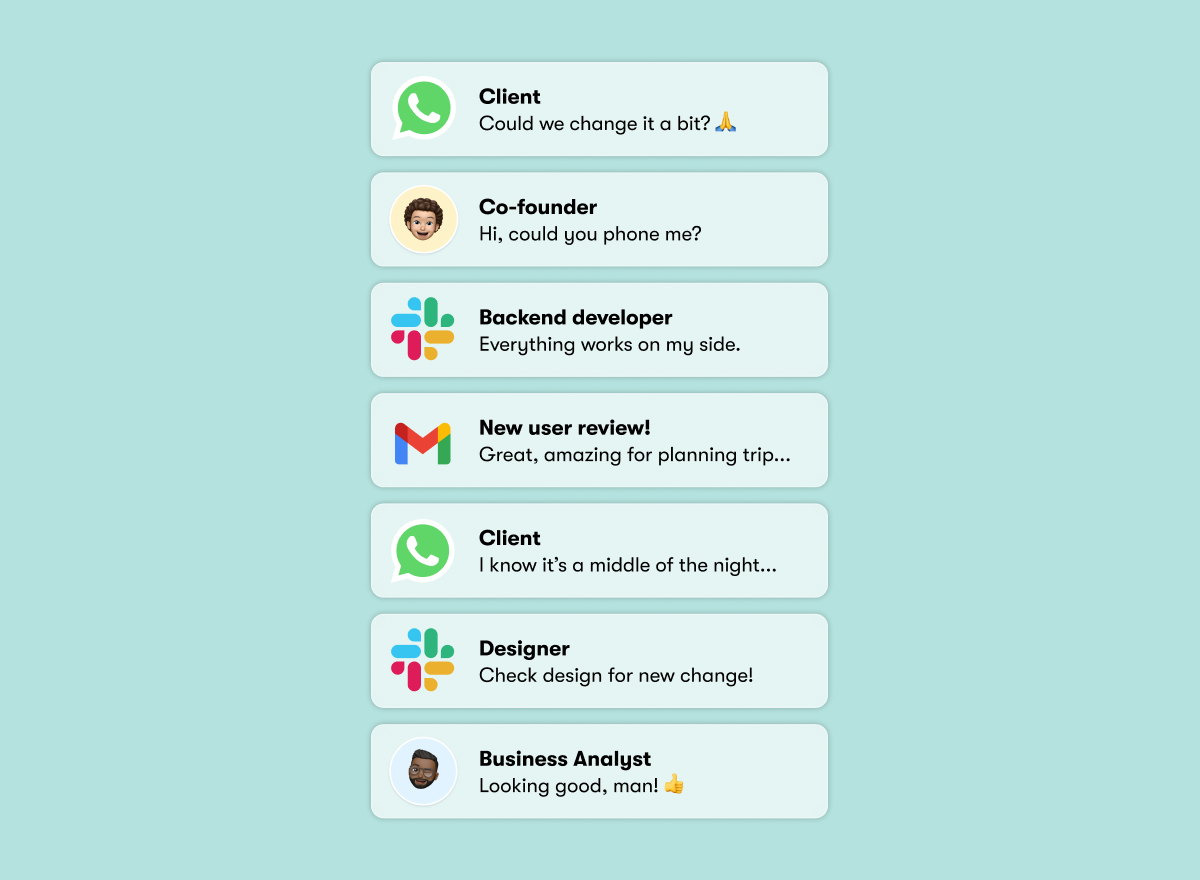 Client
Could we change it a bit? 🙏
Co-founder
Hi, could you phone me?
Backend developer
Everything works on my side.
New user review!
Great, amazing for planning trip...
Client
I know it’s a middle of the night...
Designer
Check design for new change!
Business Analyst
Looking good, man! 👍